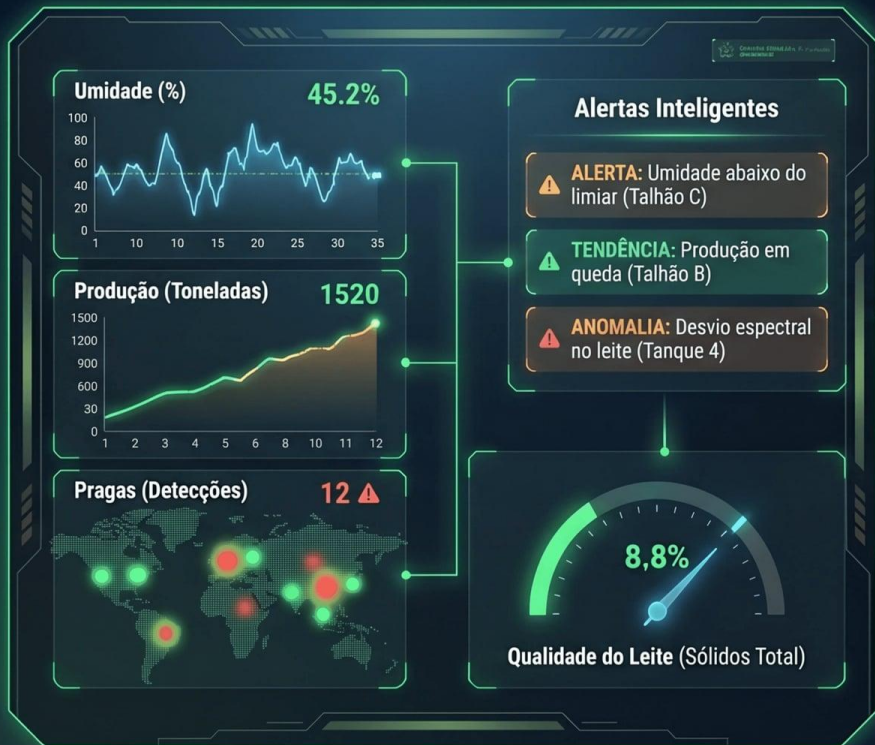 Umidade (%)
45.2%
100
80
60
40
20
0
1 10 10 15 20 25 30 35
Produção (Toneladas)
1520
1500
1200
900
600
30
0
1 2 3 4 5 6 8 10 11 12
Pragas (Detecções)
12
Alertas Inteligentes
ALERTA: Umidade abaixo do
limiar (Talhão C)
TENDÊNCIA: Produção em
queda (Talhão B)
ANOMALIA: Desvio espectral
no leite (Tanque 4)
8,8%
Qualidade do Leite (Sólidos Total)